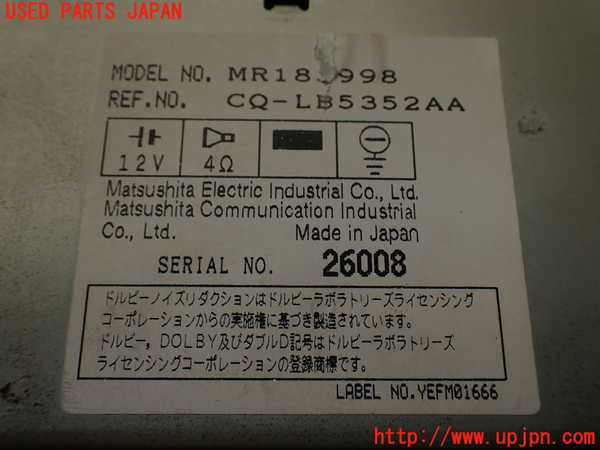 USED PARTS JAPAN
MODEL NO.
REF.NO. CQ-LB5352AA
12V 4Ω
Matsushita Electric Industrial Co., Ltd.
Matsushita Communication Industrial
Co., Ltd. Made in Japan
SERIAL NO. 26008
ドルビーノイズリダクションはドルビーラボラトリーズライセンシング
コーポレーションからの実施権に基づき製造されています。
ドルビー，DOLBY及びダブルD記号はドルビーラボラトリーズ
ライセンシングコーポレーションの登録商標です。
LABEL NO.YEFM01666
http://www.upjpn.com/